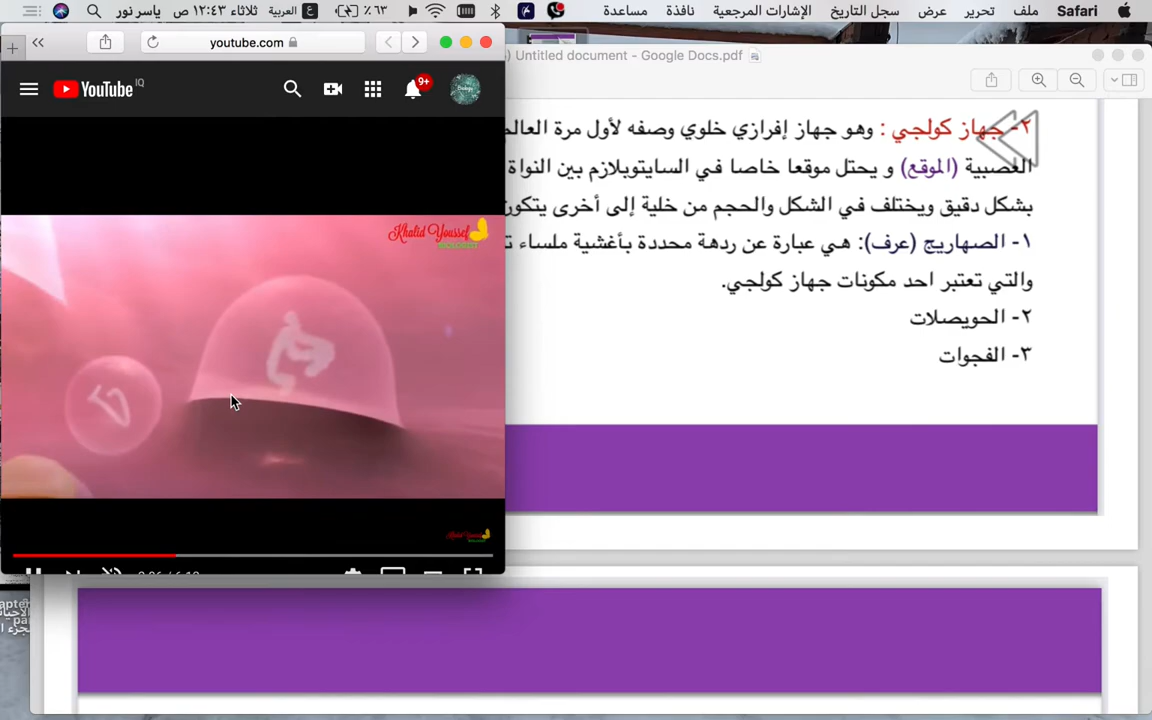 Safari ملف تحرير عرض سجل التاريخ الإشارات المرجعية نافذة مساعدة
العربية ع ٪٦٣ ثلاثاء ١٢:٤٣ ص ياسر نور
youtube.com
Untitled document - Google Docs.pdf
YouTube IQ
9+
Khalid Youssef
٢- جهاز كولجي : وهو جهاز إفرازي خلوي وصفه لأول مرة العالم
العصبية (الموقع) و يحتل موقعا خاصا في السايتوبلازم بين النواة
بشكل دقيق ويختلف في الشكل والحجم من خلية إلى أخرى يتكون
١- الصهاريج (عرف): هي عبارة عن ردهة محددة بأغشية ملساء
والتي تعتبر احد مكونات جهاز كولجي.
٢- الحويصلات
٣- الفجوات